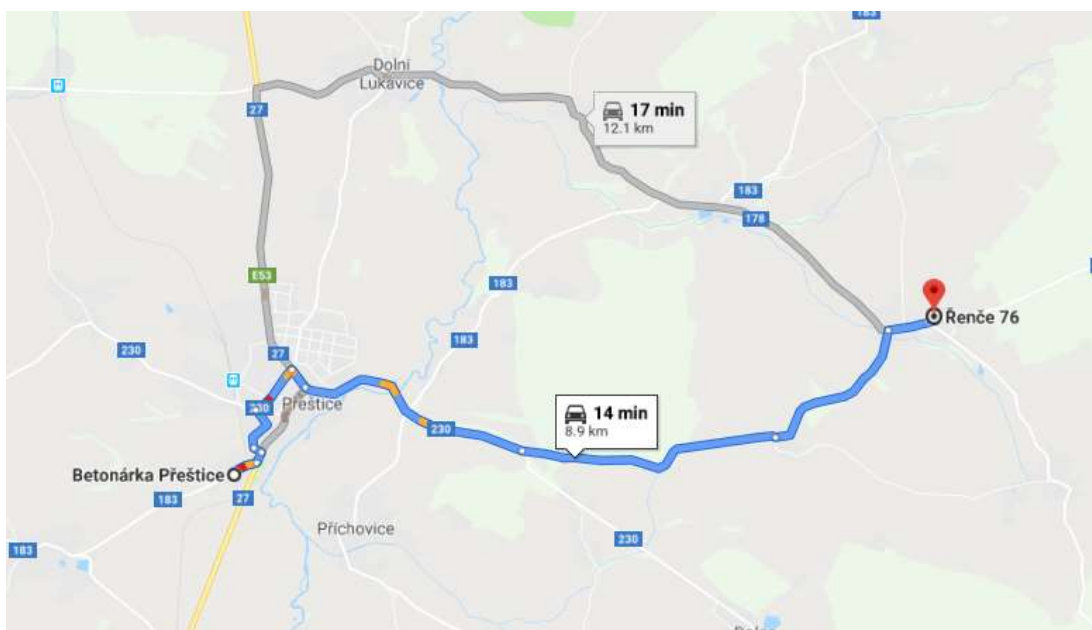 183
Dolní
Lukavice
27
17 min
12.1 km
183
178
E53
183
Řenče 76
183
230
27
230
Přeštice
14 min
8.9 km
230
Betonárka Přeštice
183
27
Příchovice
230
183